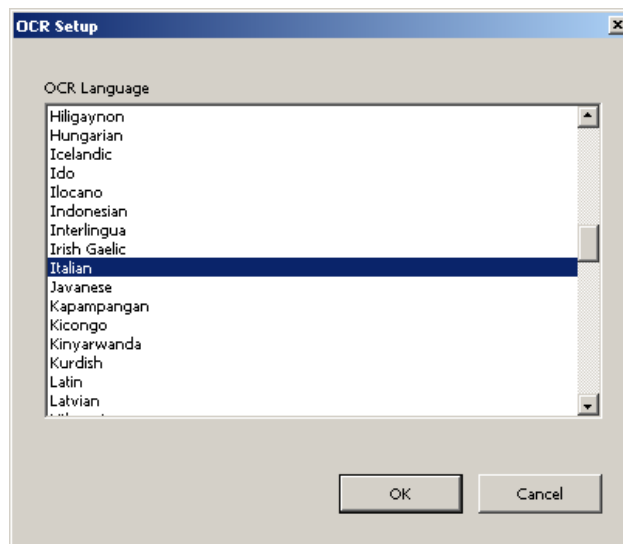 OCR Setup
OCR Language
Hiligaynon
Hungarian
Icelandic
Ido
Ilocano
Indonesian
Interlingua
Irish Gaelic
Italian
Javanese
Kapampangan
Kicongo
Kinyarwanda
Kurdish
Latin
Latvian
OK
Cancel